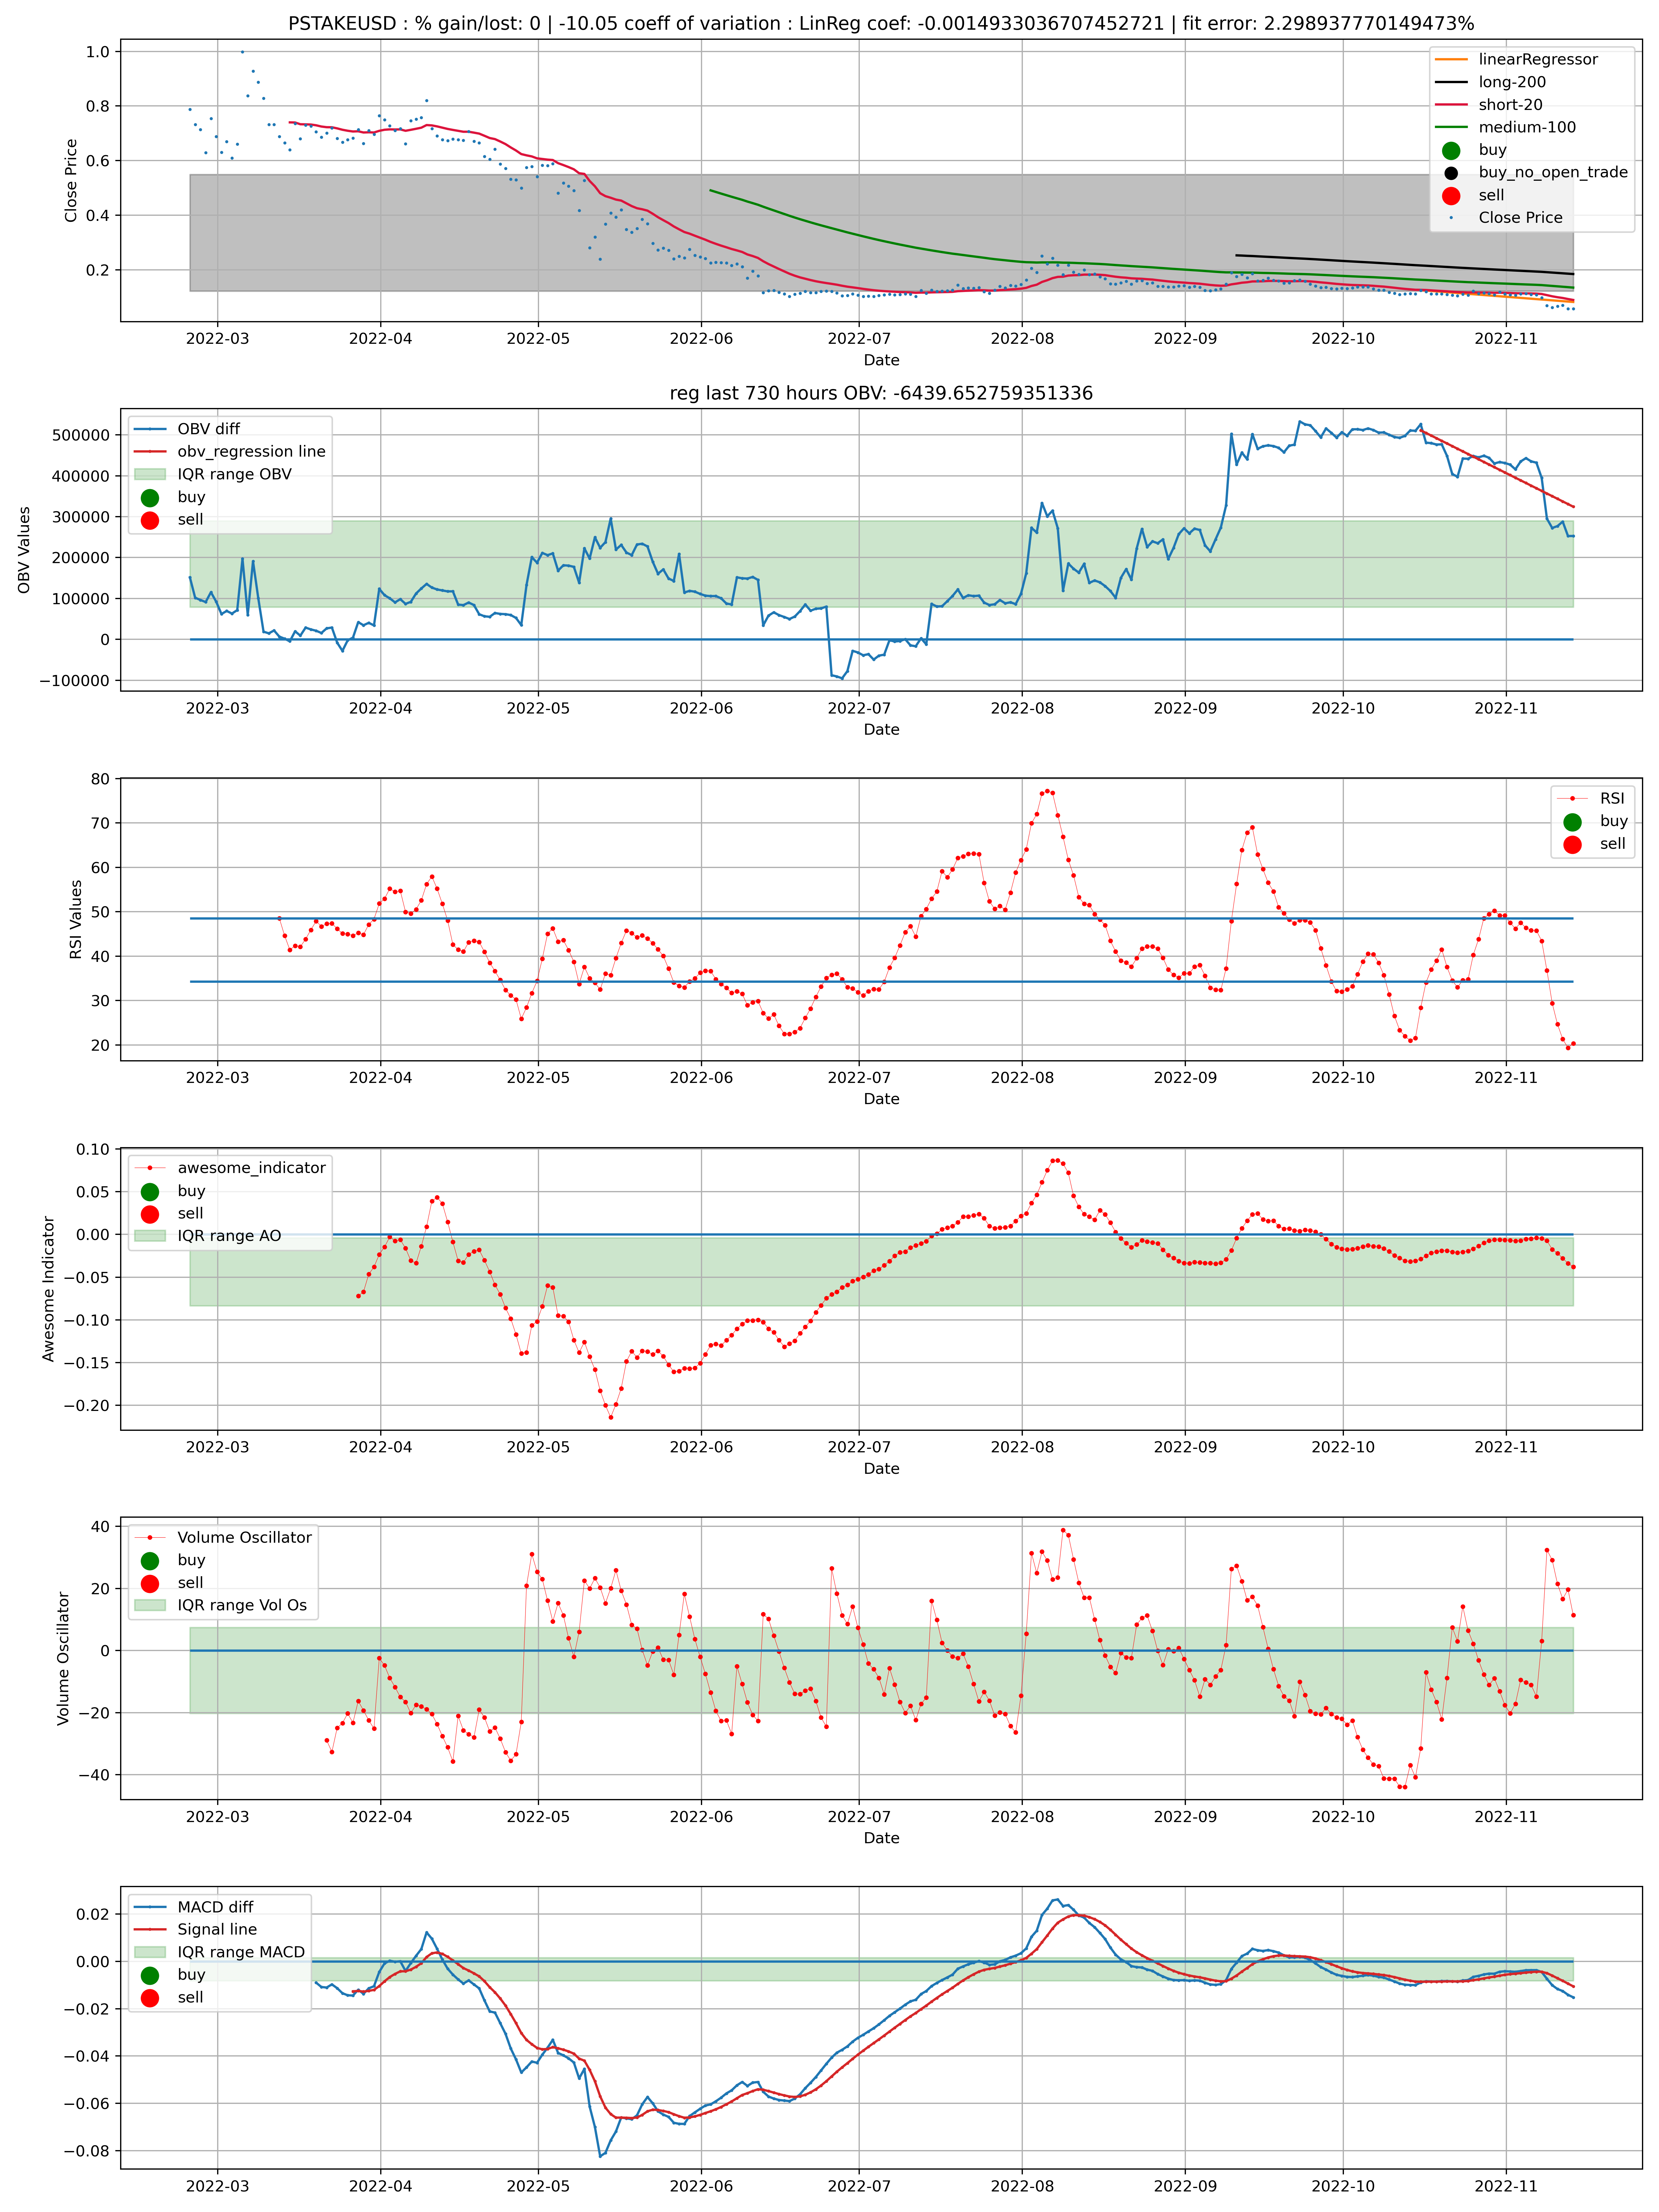 PSTAKEUSD : % gain/lost: 0 | -10.05 coeff of variation : LinReg coef: -0.0014933036707452721 | fit error: 2.298937770149473%
1.0
0.8
0.6
0.4
0.2
Close Price
linearRegressor
long-200
short-20
medium-100
buy
buy_no_open_trade
sell
Close Price
2022-03 2022-04 2022-05 2022-06 2022-07 2022-08 2022-09 2022-10 2022-11
Date
reg last 730 hours OBV: -6439.652759351336
500000
400000
300000
200000
100000
0
−100000
OBV Values
OBV diff
obv_regression line
IQR range OBV
buy
sell
2022-03 2022-04 2022-05 2022-06 2022-07 2022-08 2022-09 2022-10 2022-11
Date
80
70
60
50
40
30
20
RSI Values
RSI
buy
sell
2022-03 2022-04 2022-05 2022-06 2022-07 2022-08 2022-09 2022-10 2022-11
Date
0.10
0.05
0.00
−0.05
−0.10
−0.15
−0.20
Awesome Indicator
awesome_indicator
buy
sell
IQR range AO
2022-03 2022-04 2022-05 2022-06 2022-07 2022-08 2022-09 2022-10 2022-11
Date
40
20
0
−20
−40
Volume Oscillator
Volume Oscillator
buy
sell
IQR range Vol Os
2022-03 2022-04 2022-05 2022-06 2022-07 2022-08 2022-09 2022-10 2022-11
Date
0.02
0.00
−0.02
−0.04
−0.06
−0.08
MACD diff
Signal line
IQR range MACD
buy
sell
2022-03 2022-04 2022-05 2022-06 2022-07 2022-08 2022-09 2022-10 2022-11